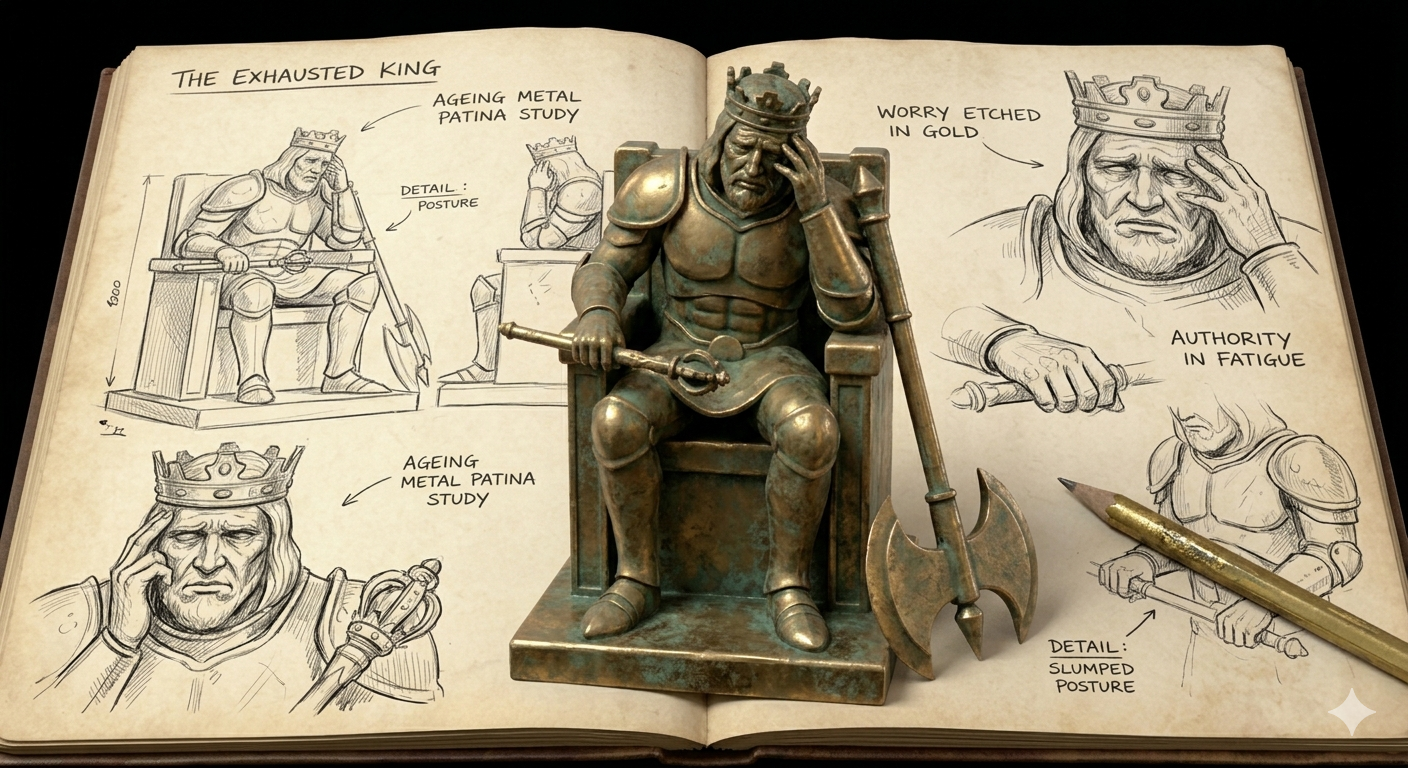 THE EXHAUSTED KING
AGEING METAL
PATINA STUDY
DETAIL :
POSTURE
AGEING
METAL PATINA
STUDY
WORRY ETCHED
IN GOLD
AUTHORITY
IN FATIGUE
DETAIL :
SLUMPED
POSTURE